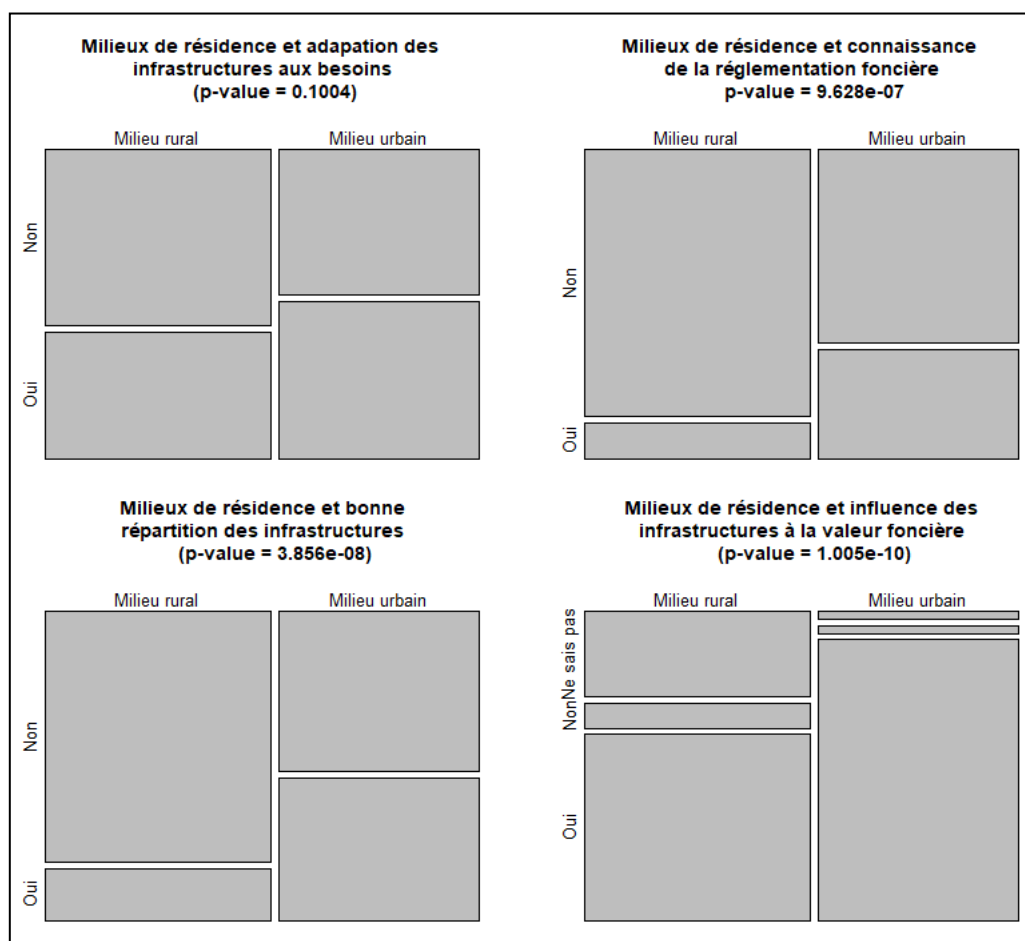 Milieux de résidence et adapation des
infrastructures aux besoins
(p-value = 0.1004)
Milieu rural Milieu urbain
Non
Oui
Milieux de résidence et connaissance
de la réglementation foncière
p-value = 9.628e-07
Milieu rural Milieu urbain
Non
Oui
Milieux de résidence et bonne
répartition des infrastructures
(p-value = 3.856e-08)
Milieu rural Milieu urbain
Non
Oui
Milieux de résidence et influence des
infrastructures à la valeur foncière
(p-value = 1.005e-10)
Milieu rural Milieu urbain
Ne sais pas
Non
Oui